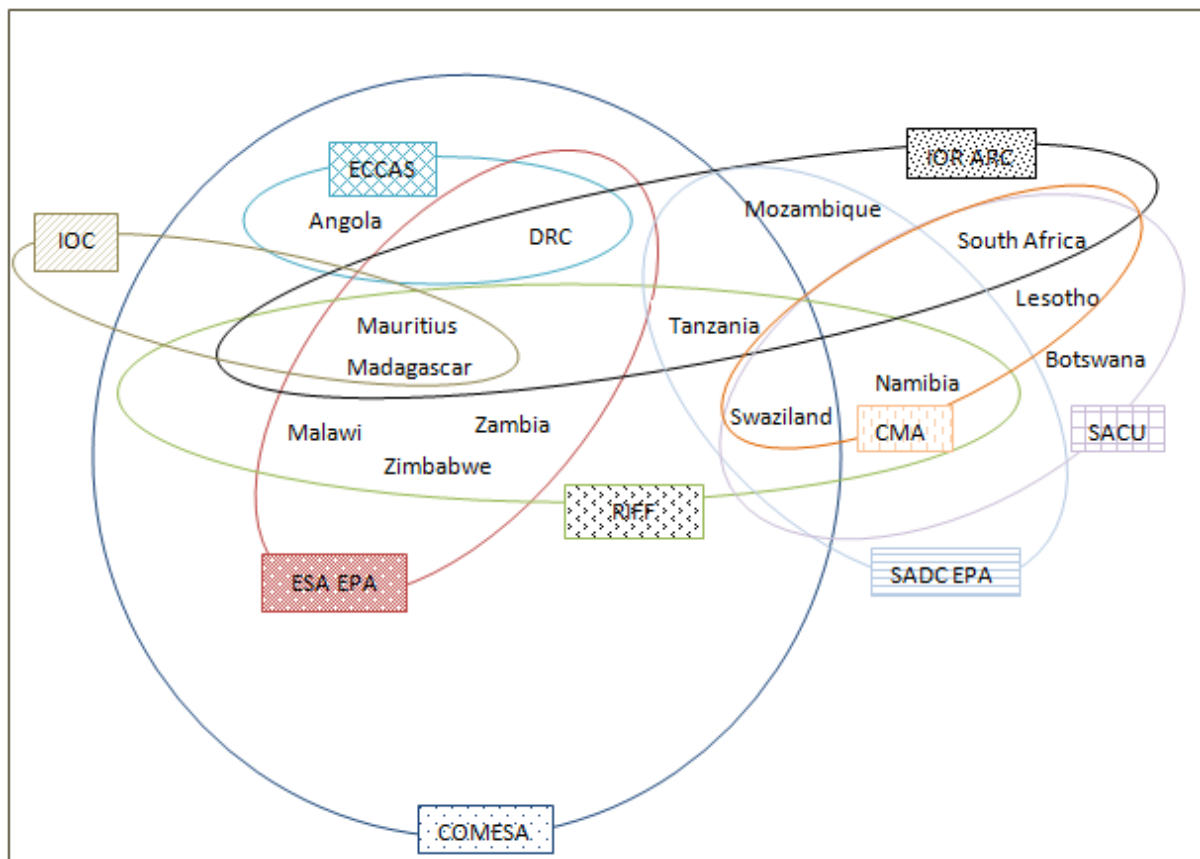 ECCAS
IOR ARC
Angola
Mozambique
IOC
DRC
South Africa
Lesotho
Mauritius
Tanzania
Madagascar
Botswana
Namibia
Swaziland
Malawi
Zambia
CMA
SACU
Zimbabwe
RIFF
ESA EPA
SADC EPA
COMESA